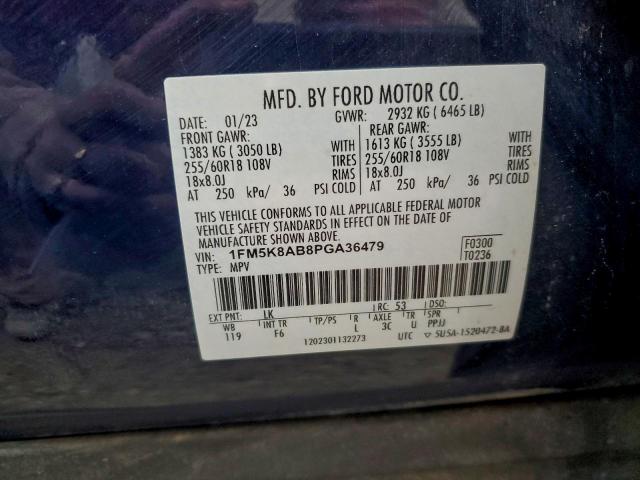 MFD. BY FORD MOTOR CO.
DATE: 01/23 GVWR: 2932 KG ( 6465 LB)
FRONT GAWR: REAR GAWR:
1383 KG ( 3050 LB) 1613 KG ( 3555 LB)
255/60R18 108V TIRES 255/60R18 108V TIRES
18x8.0J RIMS 18x8.0J RIMS
AT 250 kPa/ 36 PSI COLD AT 250 kPa/ 36 PSI COLD
THIS VEHICLE CONFORMS TO ALL APPLICABLE FEDERAL MOTOR
VEHICLE SAFETY STANDARDS IN EFFECT ON THE DATE OF
MANUFACTURE SHOWN ABOVE.
VIN: 1FM5K8AB8PGA36479 F0300
TYPE: MPV T0236
EXT PNT: LK RC: 53 DSO:
WB INT TR TP/PS R AXLE TR SPR
119 F6 L 3C U PPJJ
1202301132273 UTC ▽ 5U5A-1520472-BA